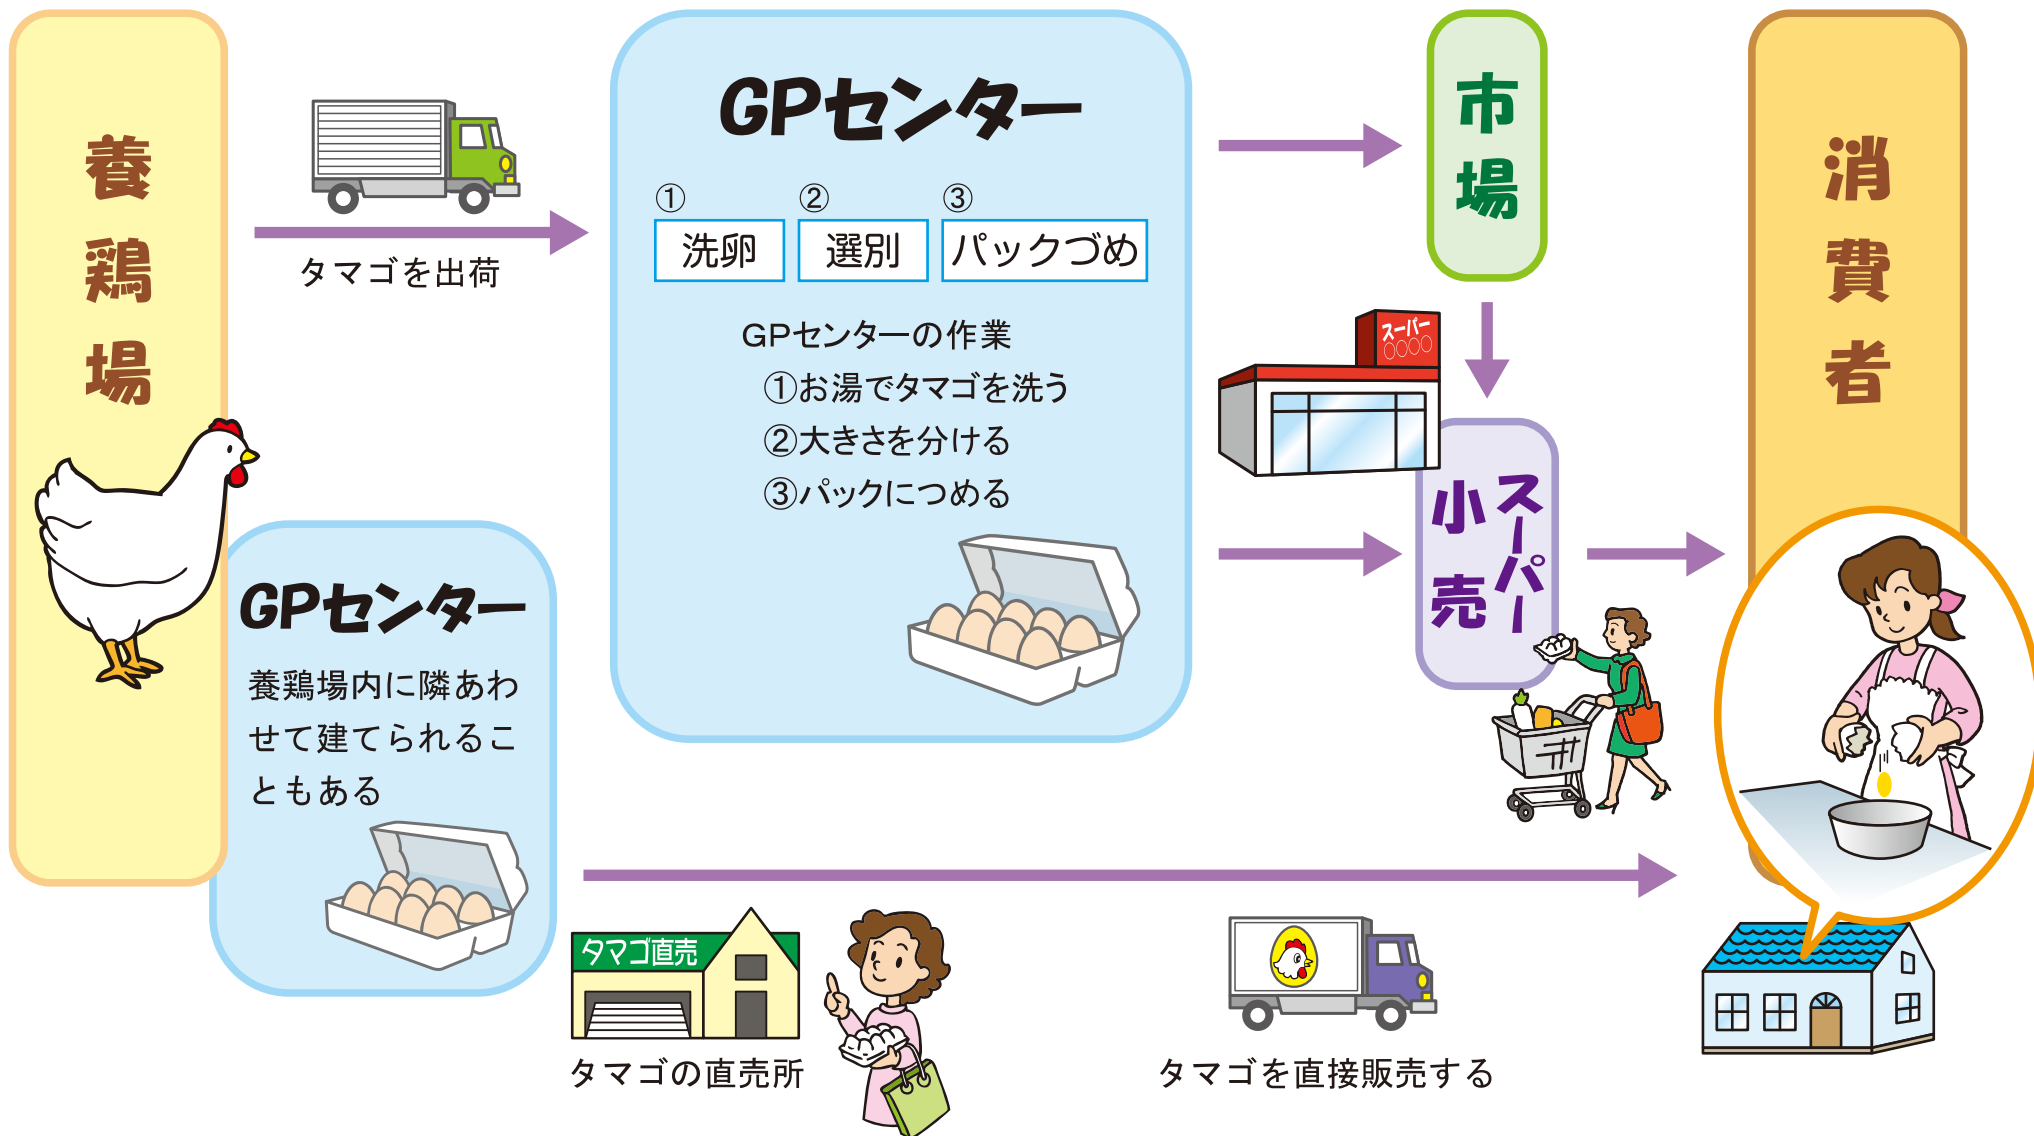 養鶏場
タマゴを出荷
GPセンター
①
洗卵
②
選別
③
パックづめ
GPセンターの作業
①お湯でタマゴを洗う
②大きさを分ける
③パックにつめる
GPセンター
養鶏場内に隣あわ
せて建てられるこ
ともある
市場
スーパー
○○○○
スーパー
小売
消費者
タマゴ直売
タマゴの直売所
タマゴを直接販売する